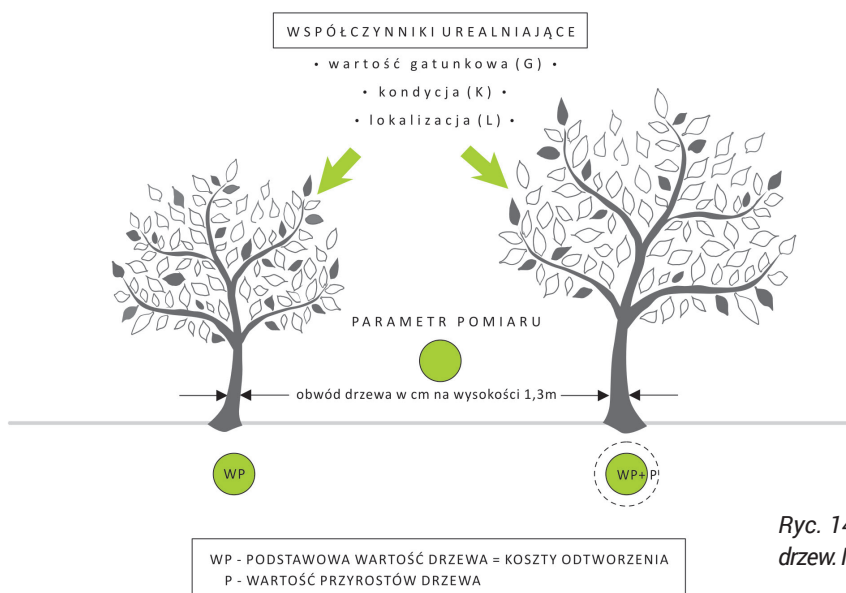 WSPÓŁCZYNNIKI UREALNIAJĄCE
• wartość gatunkowa (G) •
• kondycja (K) •
• lokalizacja (L) •
PARAMETR POMIARU
obwód drzewa w cm na wysokości 1,3m
WP
WP+P
Ryc. 14
drzew.
WP - PODSTAWOWA WARTOŚĆ DRZEWA = KOSZTY ODTWORZENIA
P - WARTOŚĆ PRZYROSTÓW DRZEWA